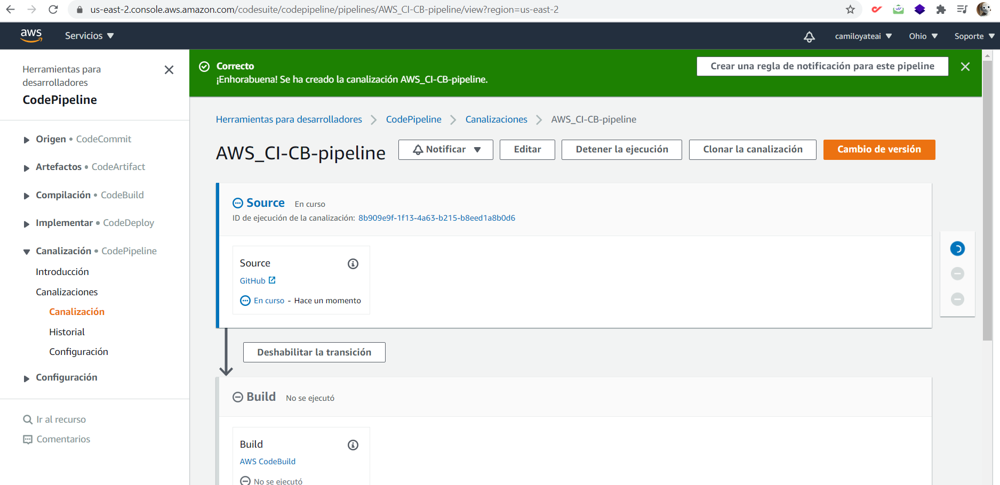 us-east-2.console.aws.amazon.com/codesuite/codepipeline/pipelines/AWS_CI-CB-pipeline/view?region=us-east-2
aws
Servicios
camiloyateai
Ohio
Soporte
Herramientas para
desarrolladores
CodePipeline
Origen • CodeCommit
Artefactos • CodeArtifact
Compilación • CodeBuild
Implementar • CodeDeploy
Canalización • CodePipeline
Introducción
Canalizaciones
Canalización
Historial
Configuración
Configuración
Ir al recurso
Comentarios
Correcto
¡Enhorabuena! Se ha creado la canalización AWS_CI-CB-pipeline.
Crear una regla de notificación para este pipeline
Herramientas para desarrolladores
CodePipeline
Canalizaciones
AWS_CI-CB-pipeline
AWS_CI-CB-pipeline
Notificar
Editar
Detener la ejecución
Clonar la canalización
Cambio de versión
Source En curso
ID de ejecución de la canalización: 8b909e9f-1f13-4a63-b215-b8eed1a8b0d6
Source
GitHub
En curso - Hace un momento
Deshabilitar la transición
Build No se ejecutó
Build
AWS CodeBuild
No se ejecutó